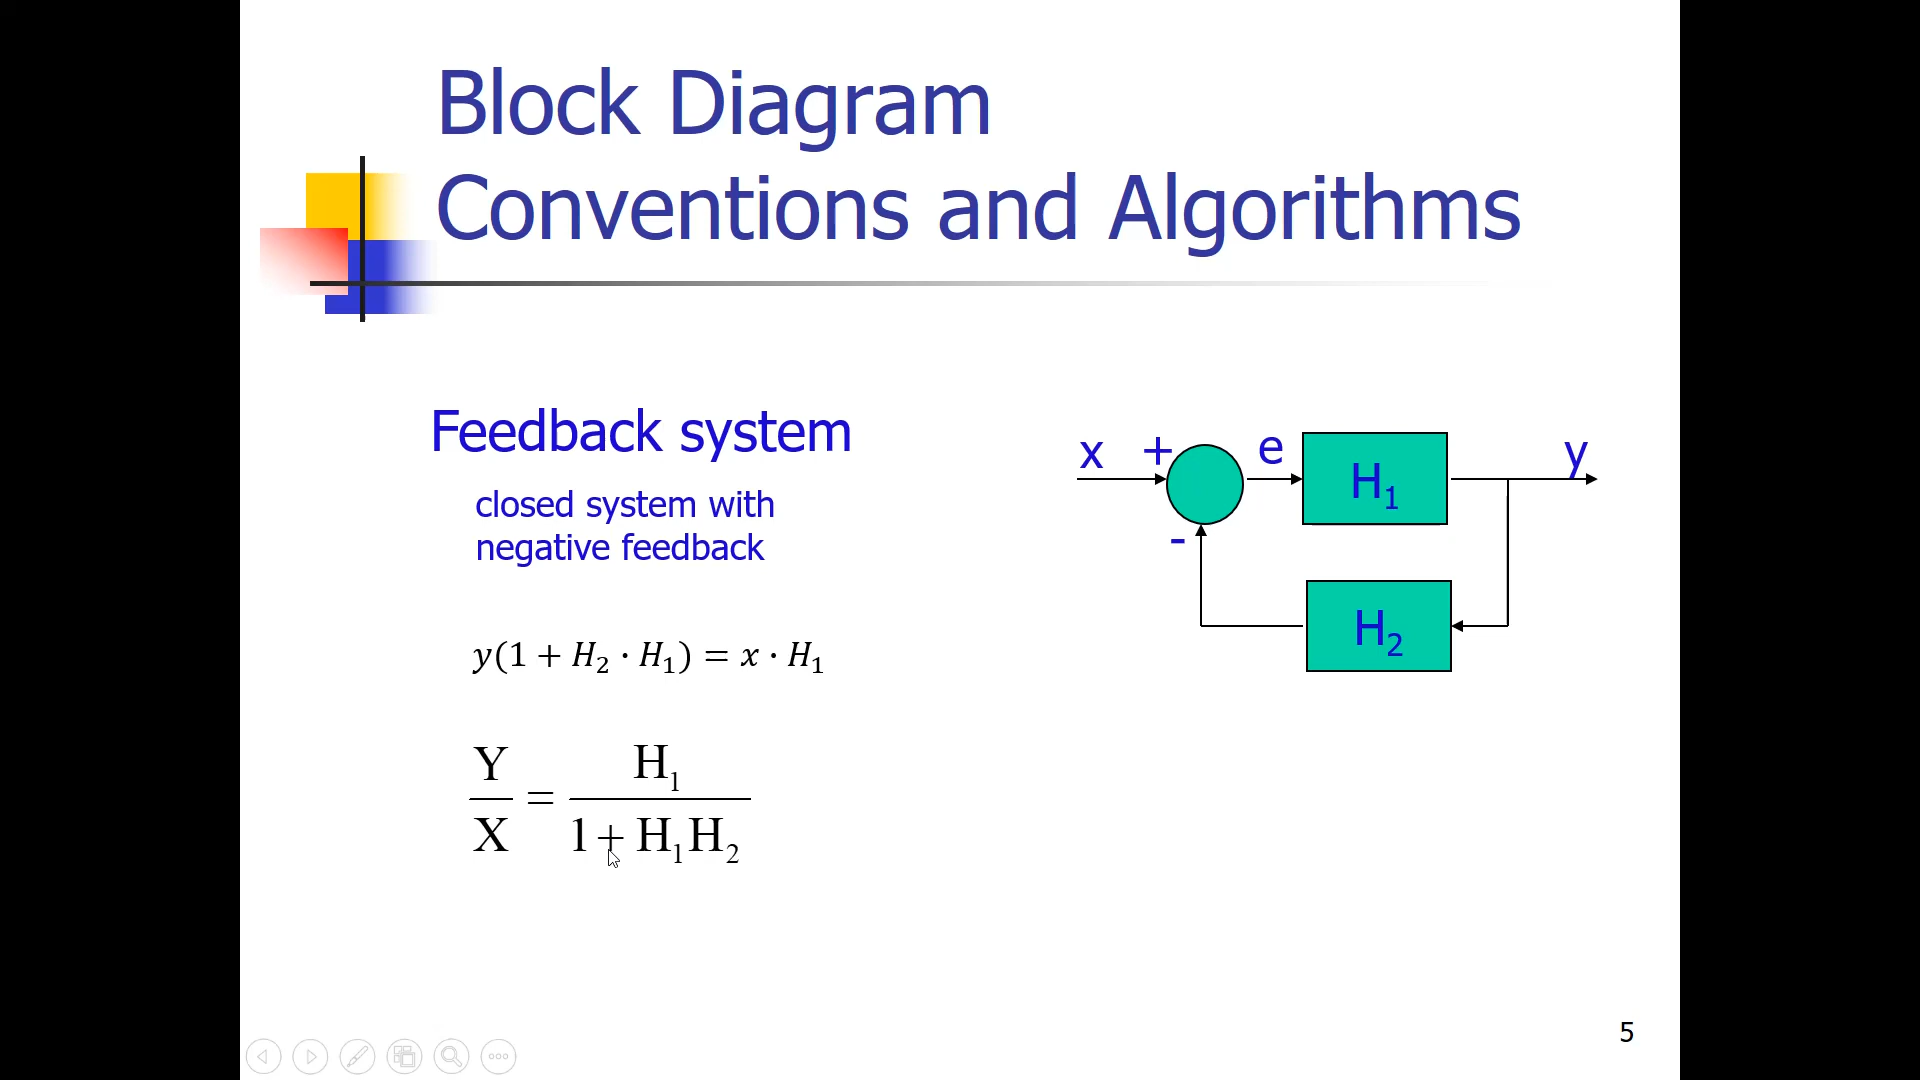 Block Diagram
Conventions and Algorithms
Feedback system
closed system with
negative feedback
y(1 + H₂ · H₁) = x · H₁
Y/X = H₁/(1 + H₁H₂)
x + e H₁ y
-
H₂
5